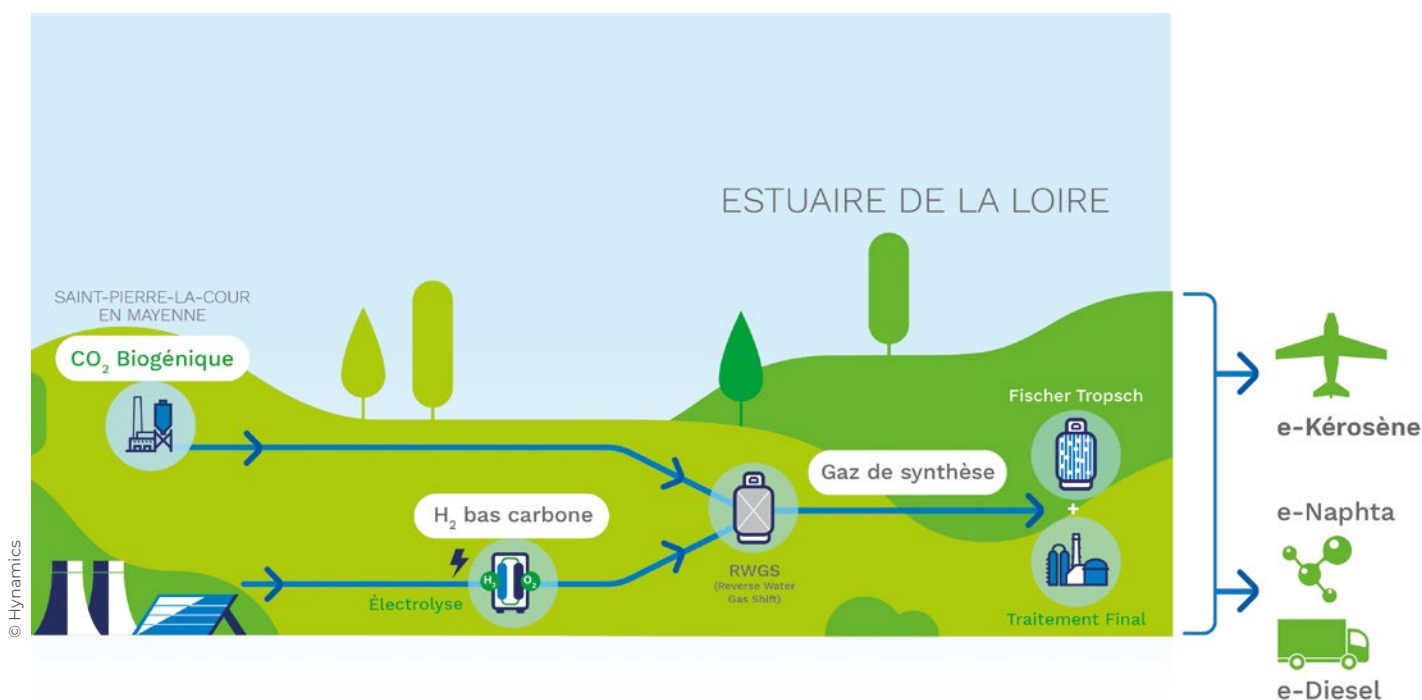 ESTUAIRE DE LA LOIRE
SAINT-PIERRE-LA-COUR
EN MAYENNE
CO₂ Biogénique
Fischer Tropsch
e-Kérosène
Gaz de synthèse
H₂ bas carbone
+
e-Naphta
H₂
O₂
Électrolyse
RWGS
(Reverse Water
Gas Shift)
Traitement Final
e-Diesel
© Hynamics